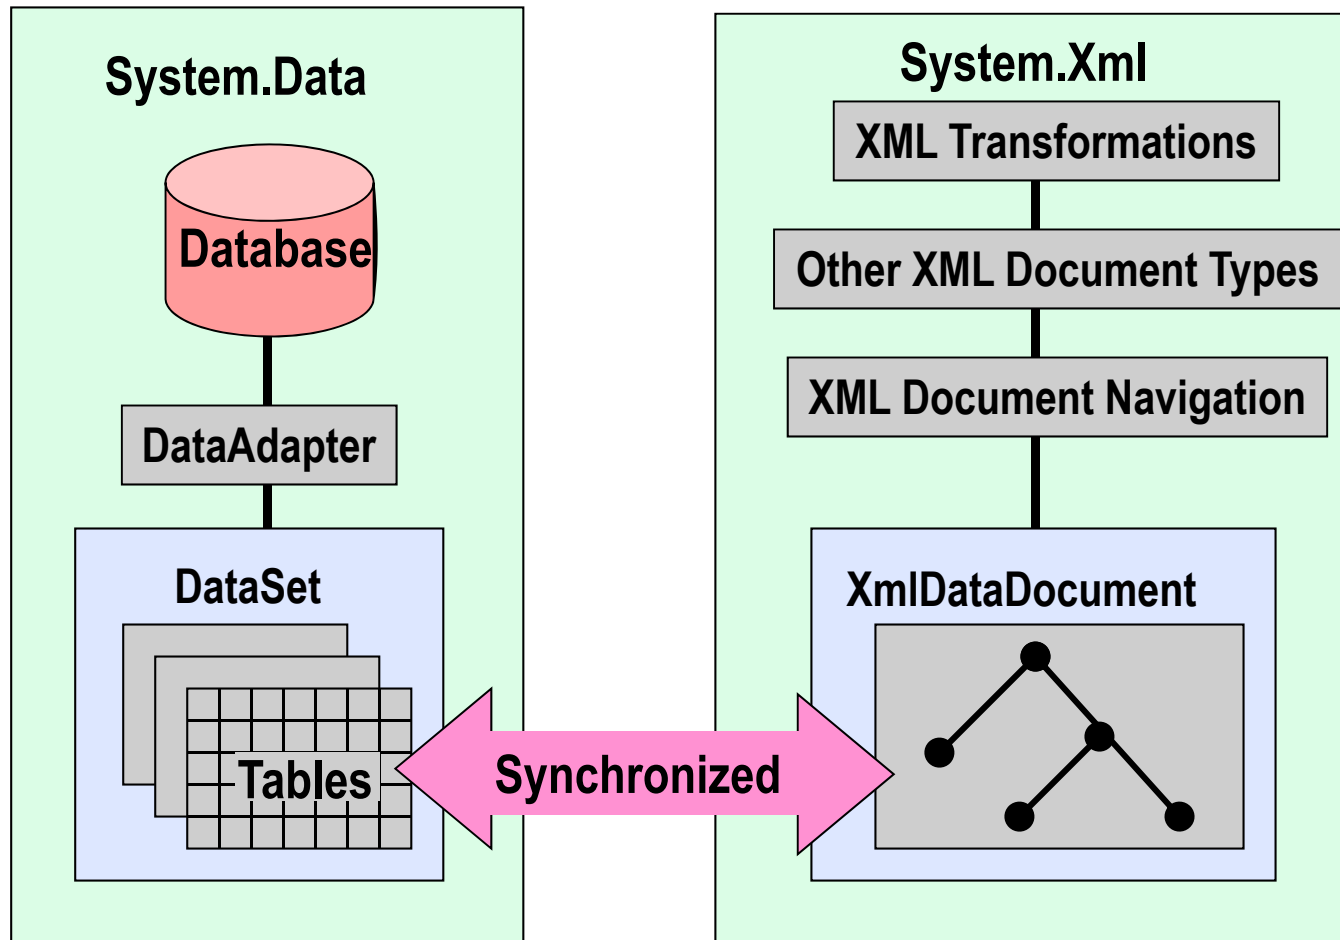 System.Data
Database
DataAdapter
DataSet
Tables
Synchronized
System.Xml
XML Transformations
Other XML Document Types
XML Document Navigation
XmlDataDocument